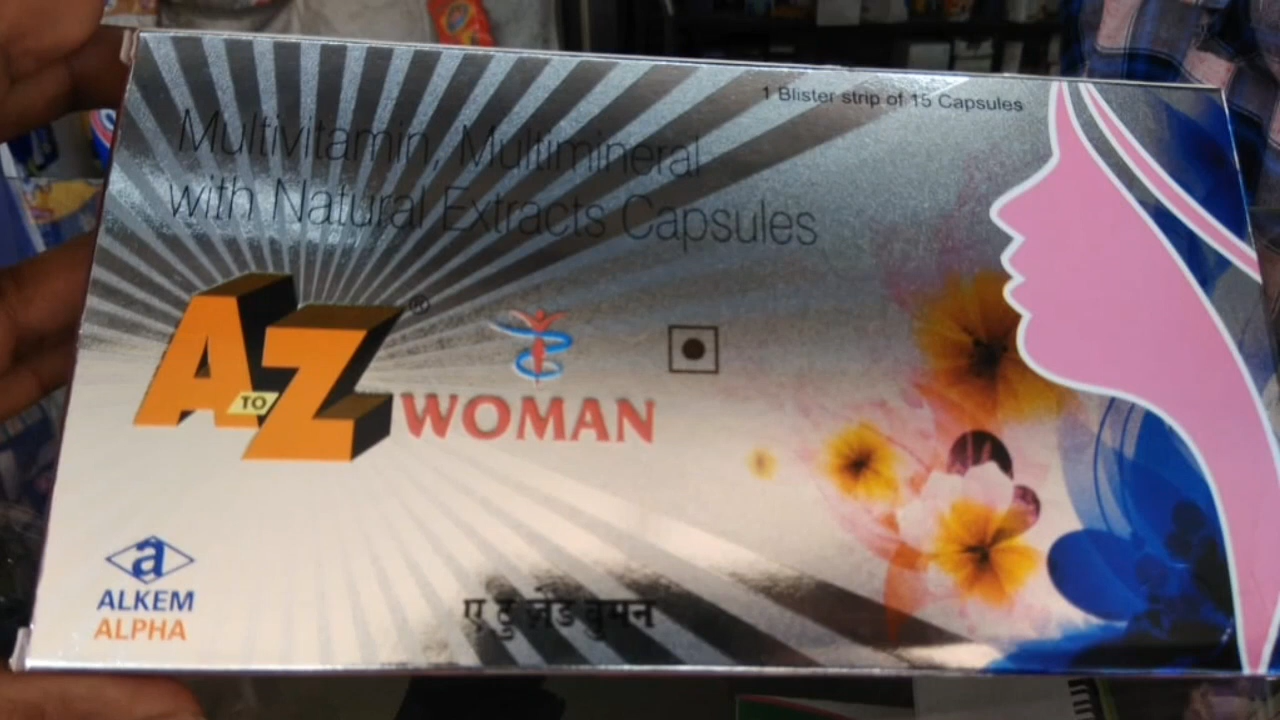 1 Blister strip of 15 Capsules
Multivitamin, Multimineral
with Natural Extracts Capsules
A TO Z®
WOMAN
a
ALKEM
ALPHA
ए टु ज़ेड वुमन